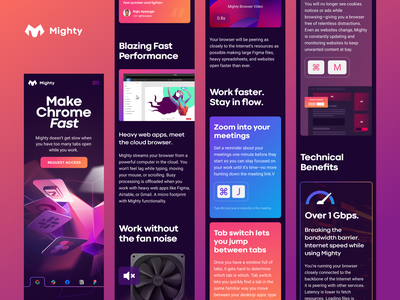 Mighty
Mighty
Make
Chrome
Fast
Mighty doesn't get slow when
you have too many tabs open
while you work.
REQUEST ACCESS
feel quicker and lighter~
Blazing Fast
Performance
Heavy web apps, meet
the cloud browser.
Mighty streams your browser from a
powerful computer in the cloud. You
won't feel lag while typing, moving
your mouse, or scrolling. Busy
processing is offloaded when you
work with heavy web apps like Figma,
Airtable, or Gmail. A micro footprint
with Mighty functionality.
Work without
the fan noise
Mighty Browser Video
0.8s
Your browser will be peering as
closely to the Internet's resources as
possible making large Figma files,
heavy spreadsheets, and websites
open faster than ever.
Work faster.
Stay in flow.
Zoom into your
meetings
Get a reminder about your
meetings one minute before they
start so you can stay focused on
your work until it's time—no more
hunting down the meeting link.V
⌘ J
Tab switch lets
you jump
between tabs
Once you have a window full of
tabs, it gets hard to determine
which tab is which. Tab switch
lets you quickly find a tab in
the same familiar way you
move between your desktop apps: type
You will no longer see cookie
notices or ads while
browsing—giving you a browser
free of relentless distractions.
Even as websites change, Mighty
is constantly updating and
monitoring websites to keep
unwanted content at bay.
⌘ M
Technical
Benefits
Over 1 Gbps.
Breaking the
bandwidth barrier.
Internet speed while
using Mighty
You're running your browser
closely connected to the
backbone of the Internet where
it is peering with other services.
Latency is lower to fetch
resources. Loading files is